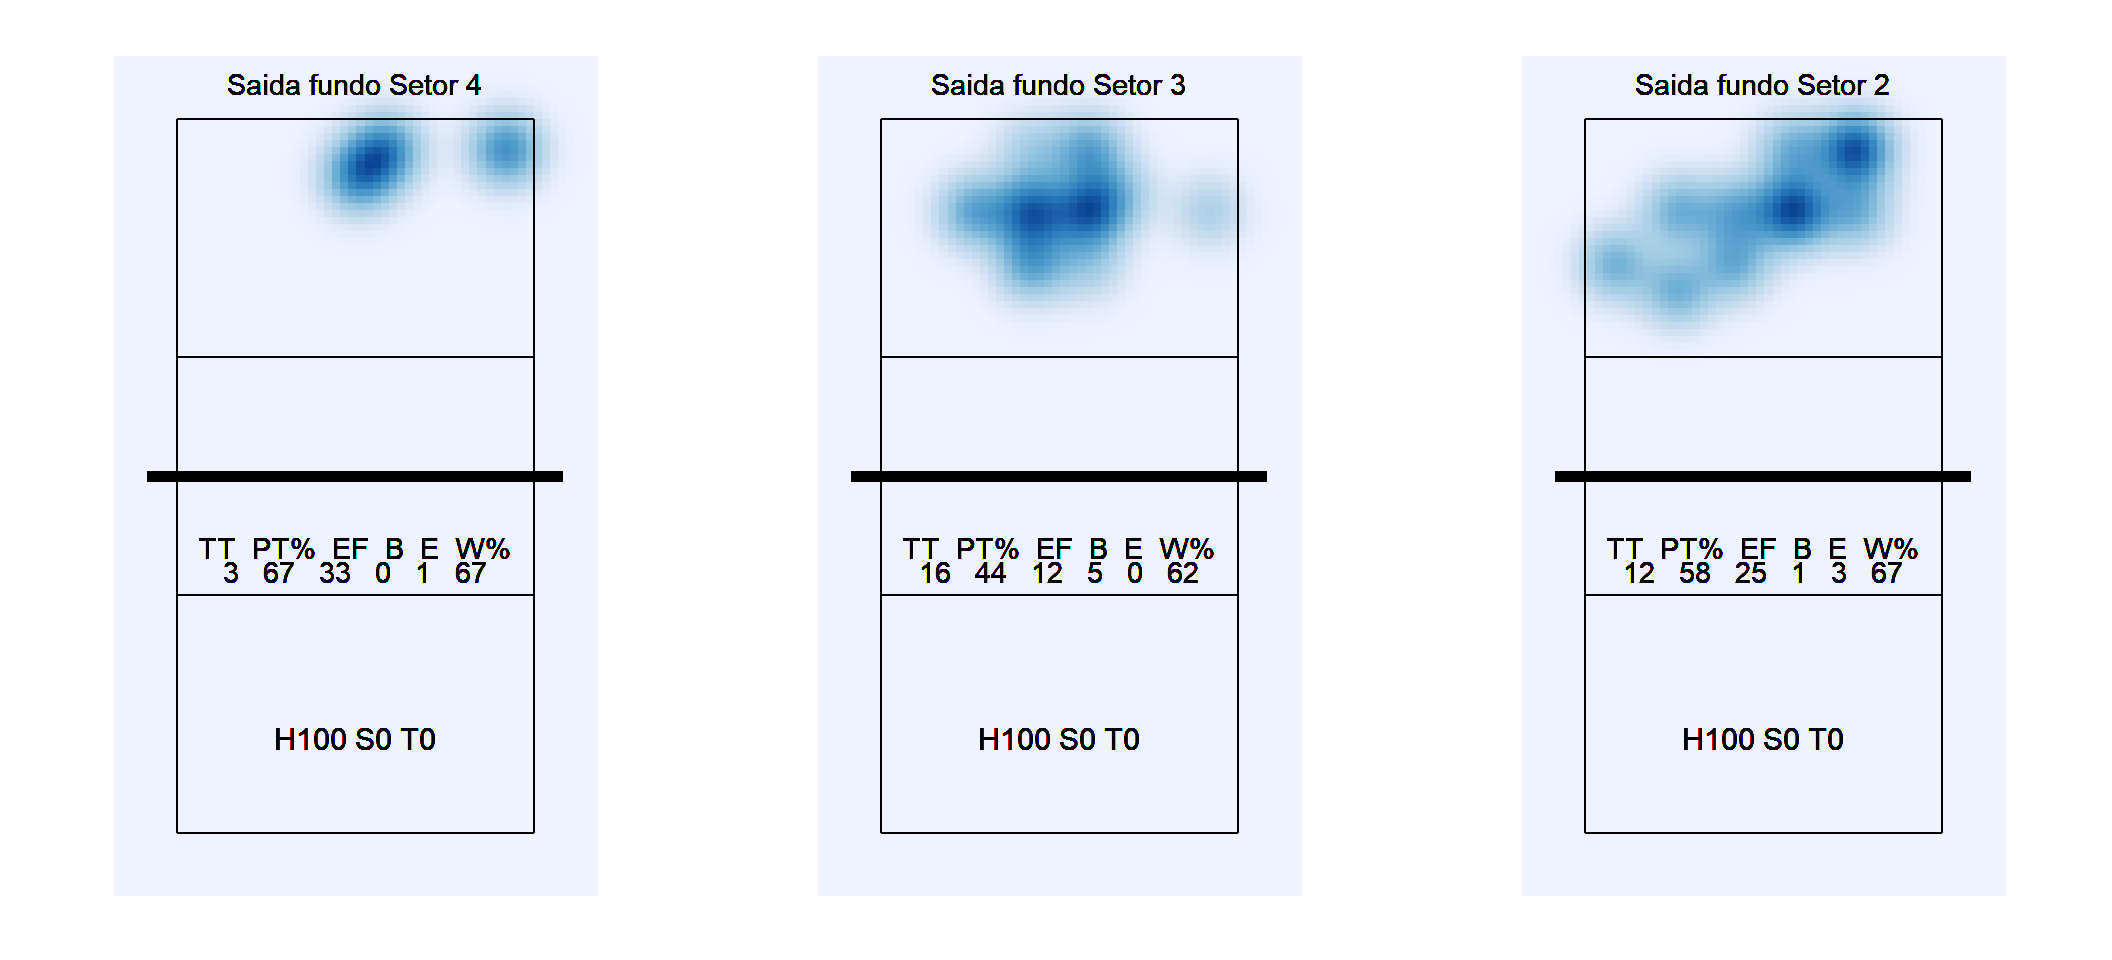 Saida fundo Setor 4
TT PT% EF B E W%
3 67 33 0 1 67
H100 S0 T0
Saida fundo Setor 3
TT PT% EF B E W%
16 44 12 5 0 62
H100 S0 T0
Saida fundo Setor 2
TT PT% EF B E W%
12 58 25 1 3 67
H100 S0 T0